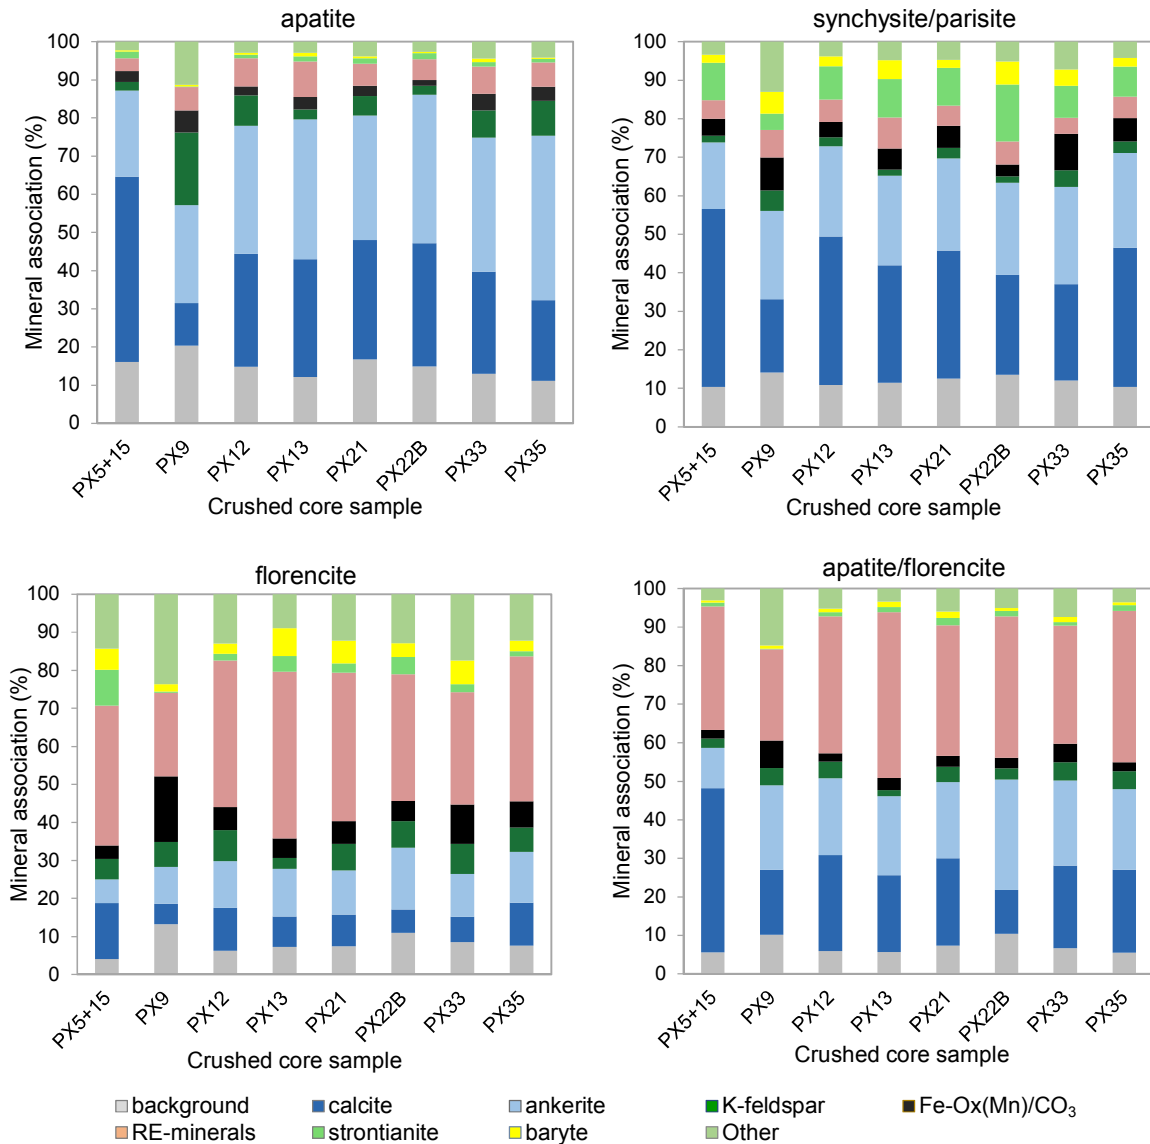 apatite
Mineral association (%)
100
90
80
70
60
50
40
30
20
10
0
PX5+15
PX9
PX12
PX13
PX21
PX22B
PX33
PX35
Crushed core sample
synchysite/parisite
Mineral association (%)
100
90
80
70
60
50
40
30
20
10
0
PX5+15
PX9
PX12
PX13
PX21
PX22B
PX33
PX35
Crushed core sample
florencite
Mineral association (%)
100
90
80
70
60
50
40
30
20
10
0
PX5+15
PX9
PX12
PX13
PX21
PX22B
PX33
PX35
Crushed core sample
apatite/florencite
Mineral association (%)
100
90
80
70
60
50
40
30
20
10
0
PX5+15
PX9
PX12
PX13
PX21
PX22B
PX33
PX35
Crushed core sample
background calcite ankerite K-feldspar Fe-Ox(Mn)/CO₃
RE-minerals strontianite baryte Other